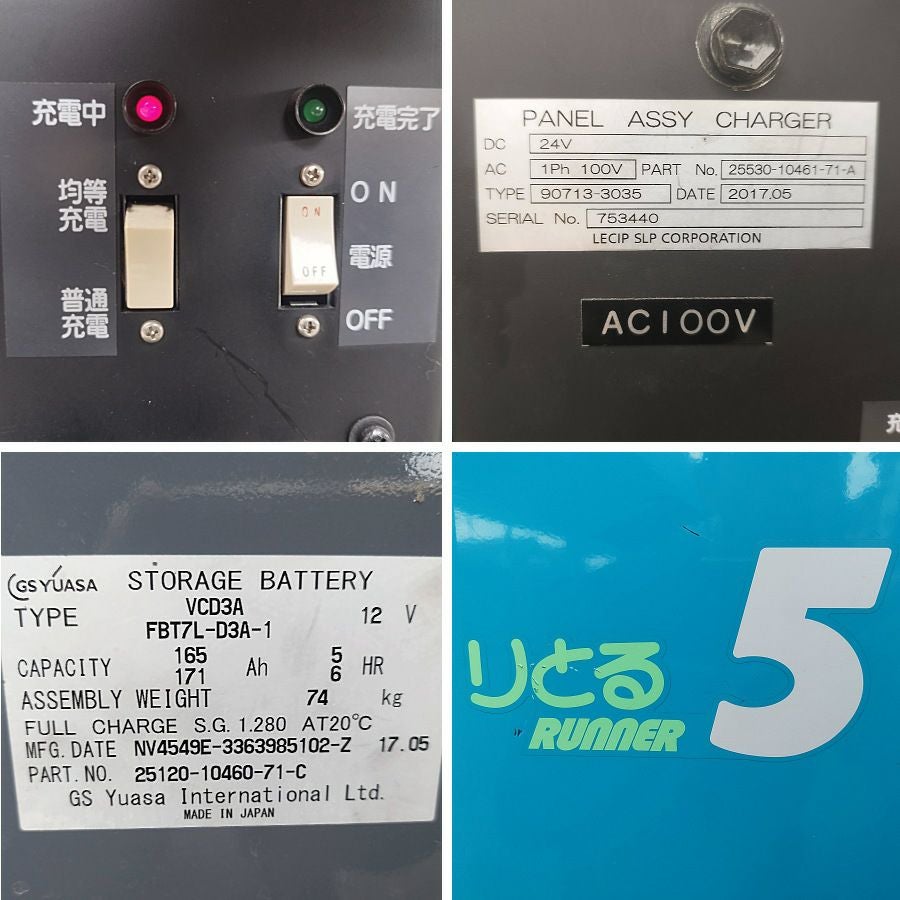 充電中
充電完了
均等
充電
普通
充電
ON
ON
電源
OFF
OFF
PANEL ASSY CHARGER
DC 24V
AC 1Ph 100V PART No. 25530-10461-71-A
TYPE 90713-3035 DATE 2017.05
SERIAL No. 753440
LECIP SLP CORPORATION
AC100V
充
GS YUASA STORAGE BATTERY
TYPE VCD3A 12 V
FBT7L-D3A-1
CAPACITY 165 Ah 5 HR
171 6
ASSEMBLY WEIGHT 74 kg
FULL CHARGE S.G. 1.280 AT20℃
MFG. DATE NV4549E-3363985102-Z 17.05
PART. NO. 25120-10460-71-C
GS Yuasa International Ltd.
MADE IN JAPAN
りとる
RUNNER
5